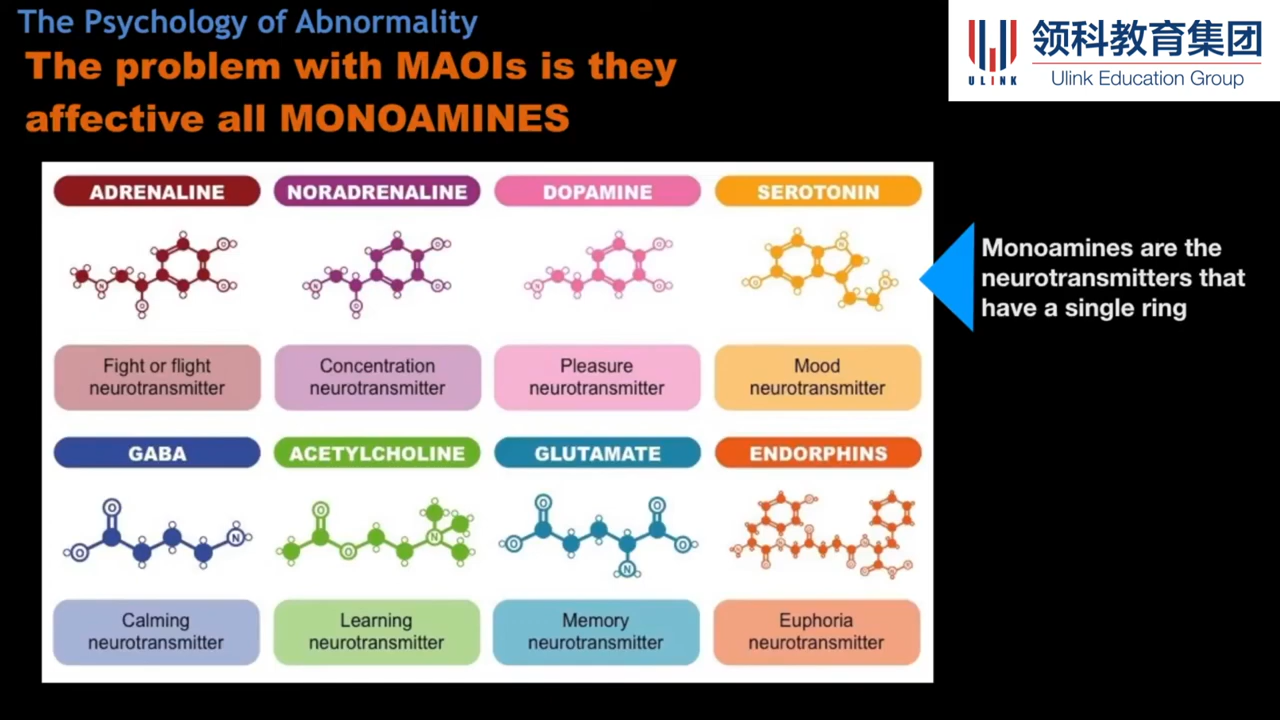 The Psychology of Abnormality
The problem with MAOIs is they
affective all MONOAMINES
ULINK
领科教育集团
Ulink Education Group
ADRENALINE
NORADRENALINE
DOPAMINE
SEROTONIN
Fight or flight
neurotransmitter
Concentration
neurotransmitter
Pleasure
neurotransmitter
Mood
neurotransmitter
Monoamines are the
neurotransmitters that
have a single ring
GABA
ACETYLCHOLINE
GLUTAMATE
ENDORPHINS
Calming
neurotransmitter
Learning
neurotransmitter
Memory
neurotransmitter
Euphoria
neurotransmitter